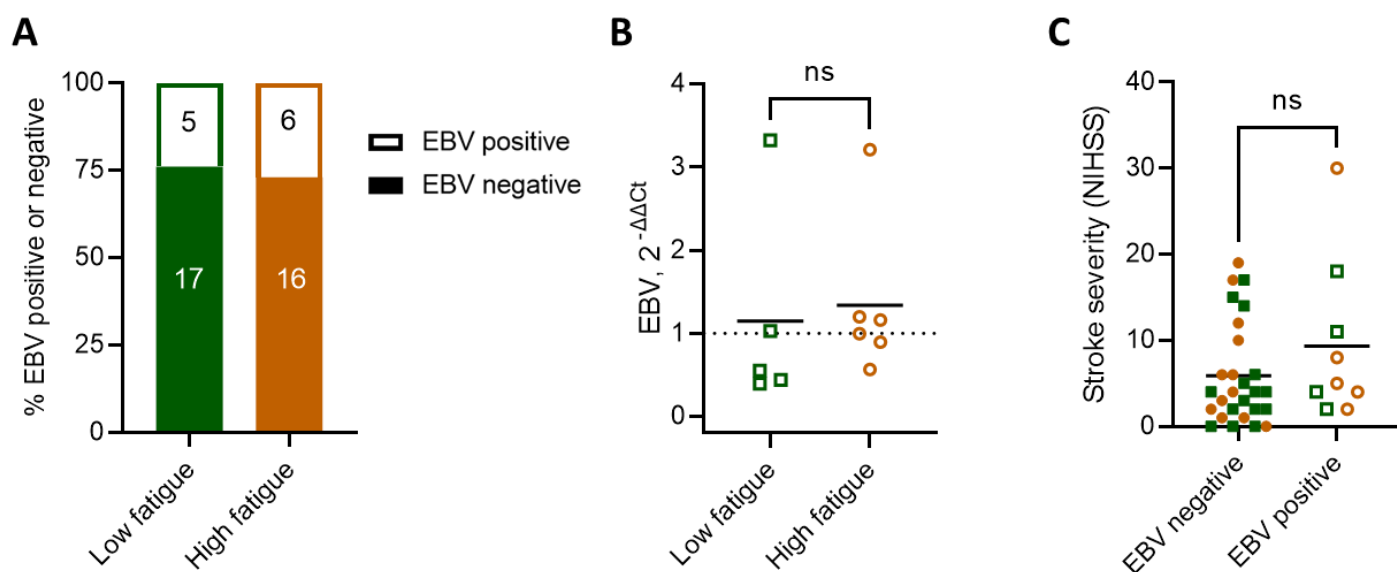 A
% EBV positive or negative
100
75
50
25
0
5
6
17
16
Low fatigue
High fatigue
EBV positive
EBV negative
B
EBV, 2^-ΔΔCt
4
3
2
1
0
ns
Low fatigue
High fatigue
C
Stroke severity (NIHSS)
40
30
20
10
0
ns
EBV negative
EBV positive